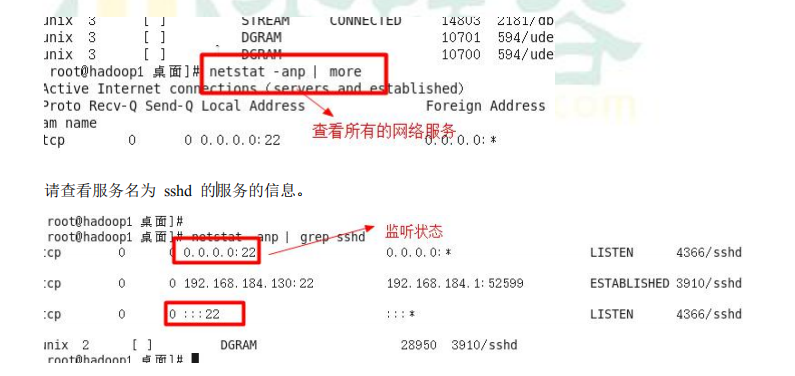 unix 3 [ ] STREAM CONNECTED 14803 2181/db
unix 3 [ ] DGRAM 10701 594/ude
unix 3 [ ] DGRAM 10700 594/ude
root@hadoop1 桌面]# netstat -anp | more
Active Internet connections (servers and established)
Proto Recv-Q Send-Q Local Address Foreign Address
am name
tcp 0 0 0.0.0.0:22 0.0.0.0:*
查看所有的网络服务
.com
请查看服务名为 sshd 的服务的信息。
root@hadoop1 桌面]#
root@hadoop1 桌面]# netstat -anp | grep sshd
监听状态
tcp 0 0 0.0.0.0:22 0.0.0.0:* LISTEN 4366/sshd
tcp 0 0 192.168.184.130:22 192.168.184.1:52599 ESTABLISHED 3910/sshd
tcp 0 0 :::22 :::* LISTEN 4366/sshd
unix 2 [ ] DGRAM 28950 3910/sshd
root@hadoop1 桌面]#